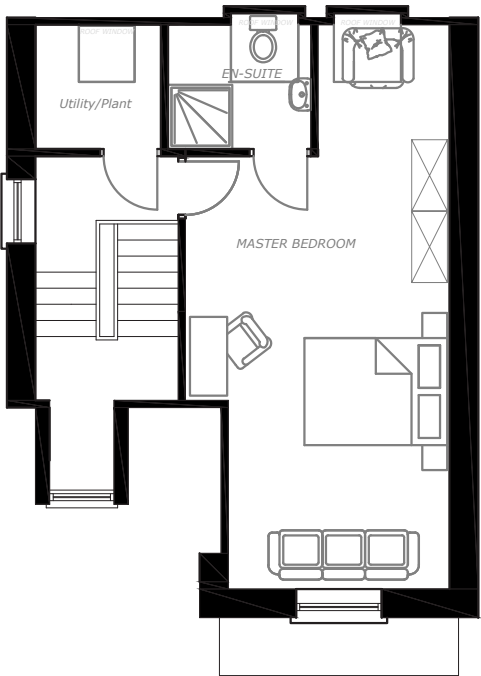 ROOF WINDOW
ROOF WINDOW
ROOF WINDOW
EN-SUITE
Utility/Plant
MASTER BEDROOM